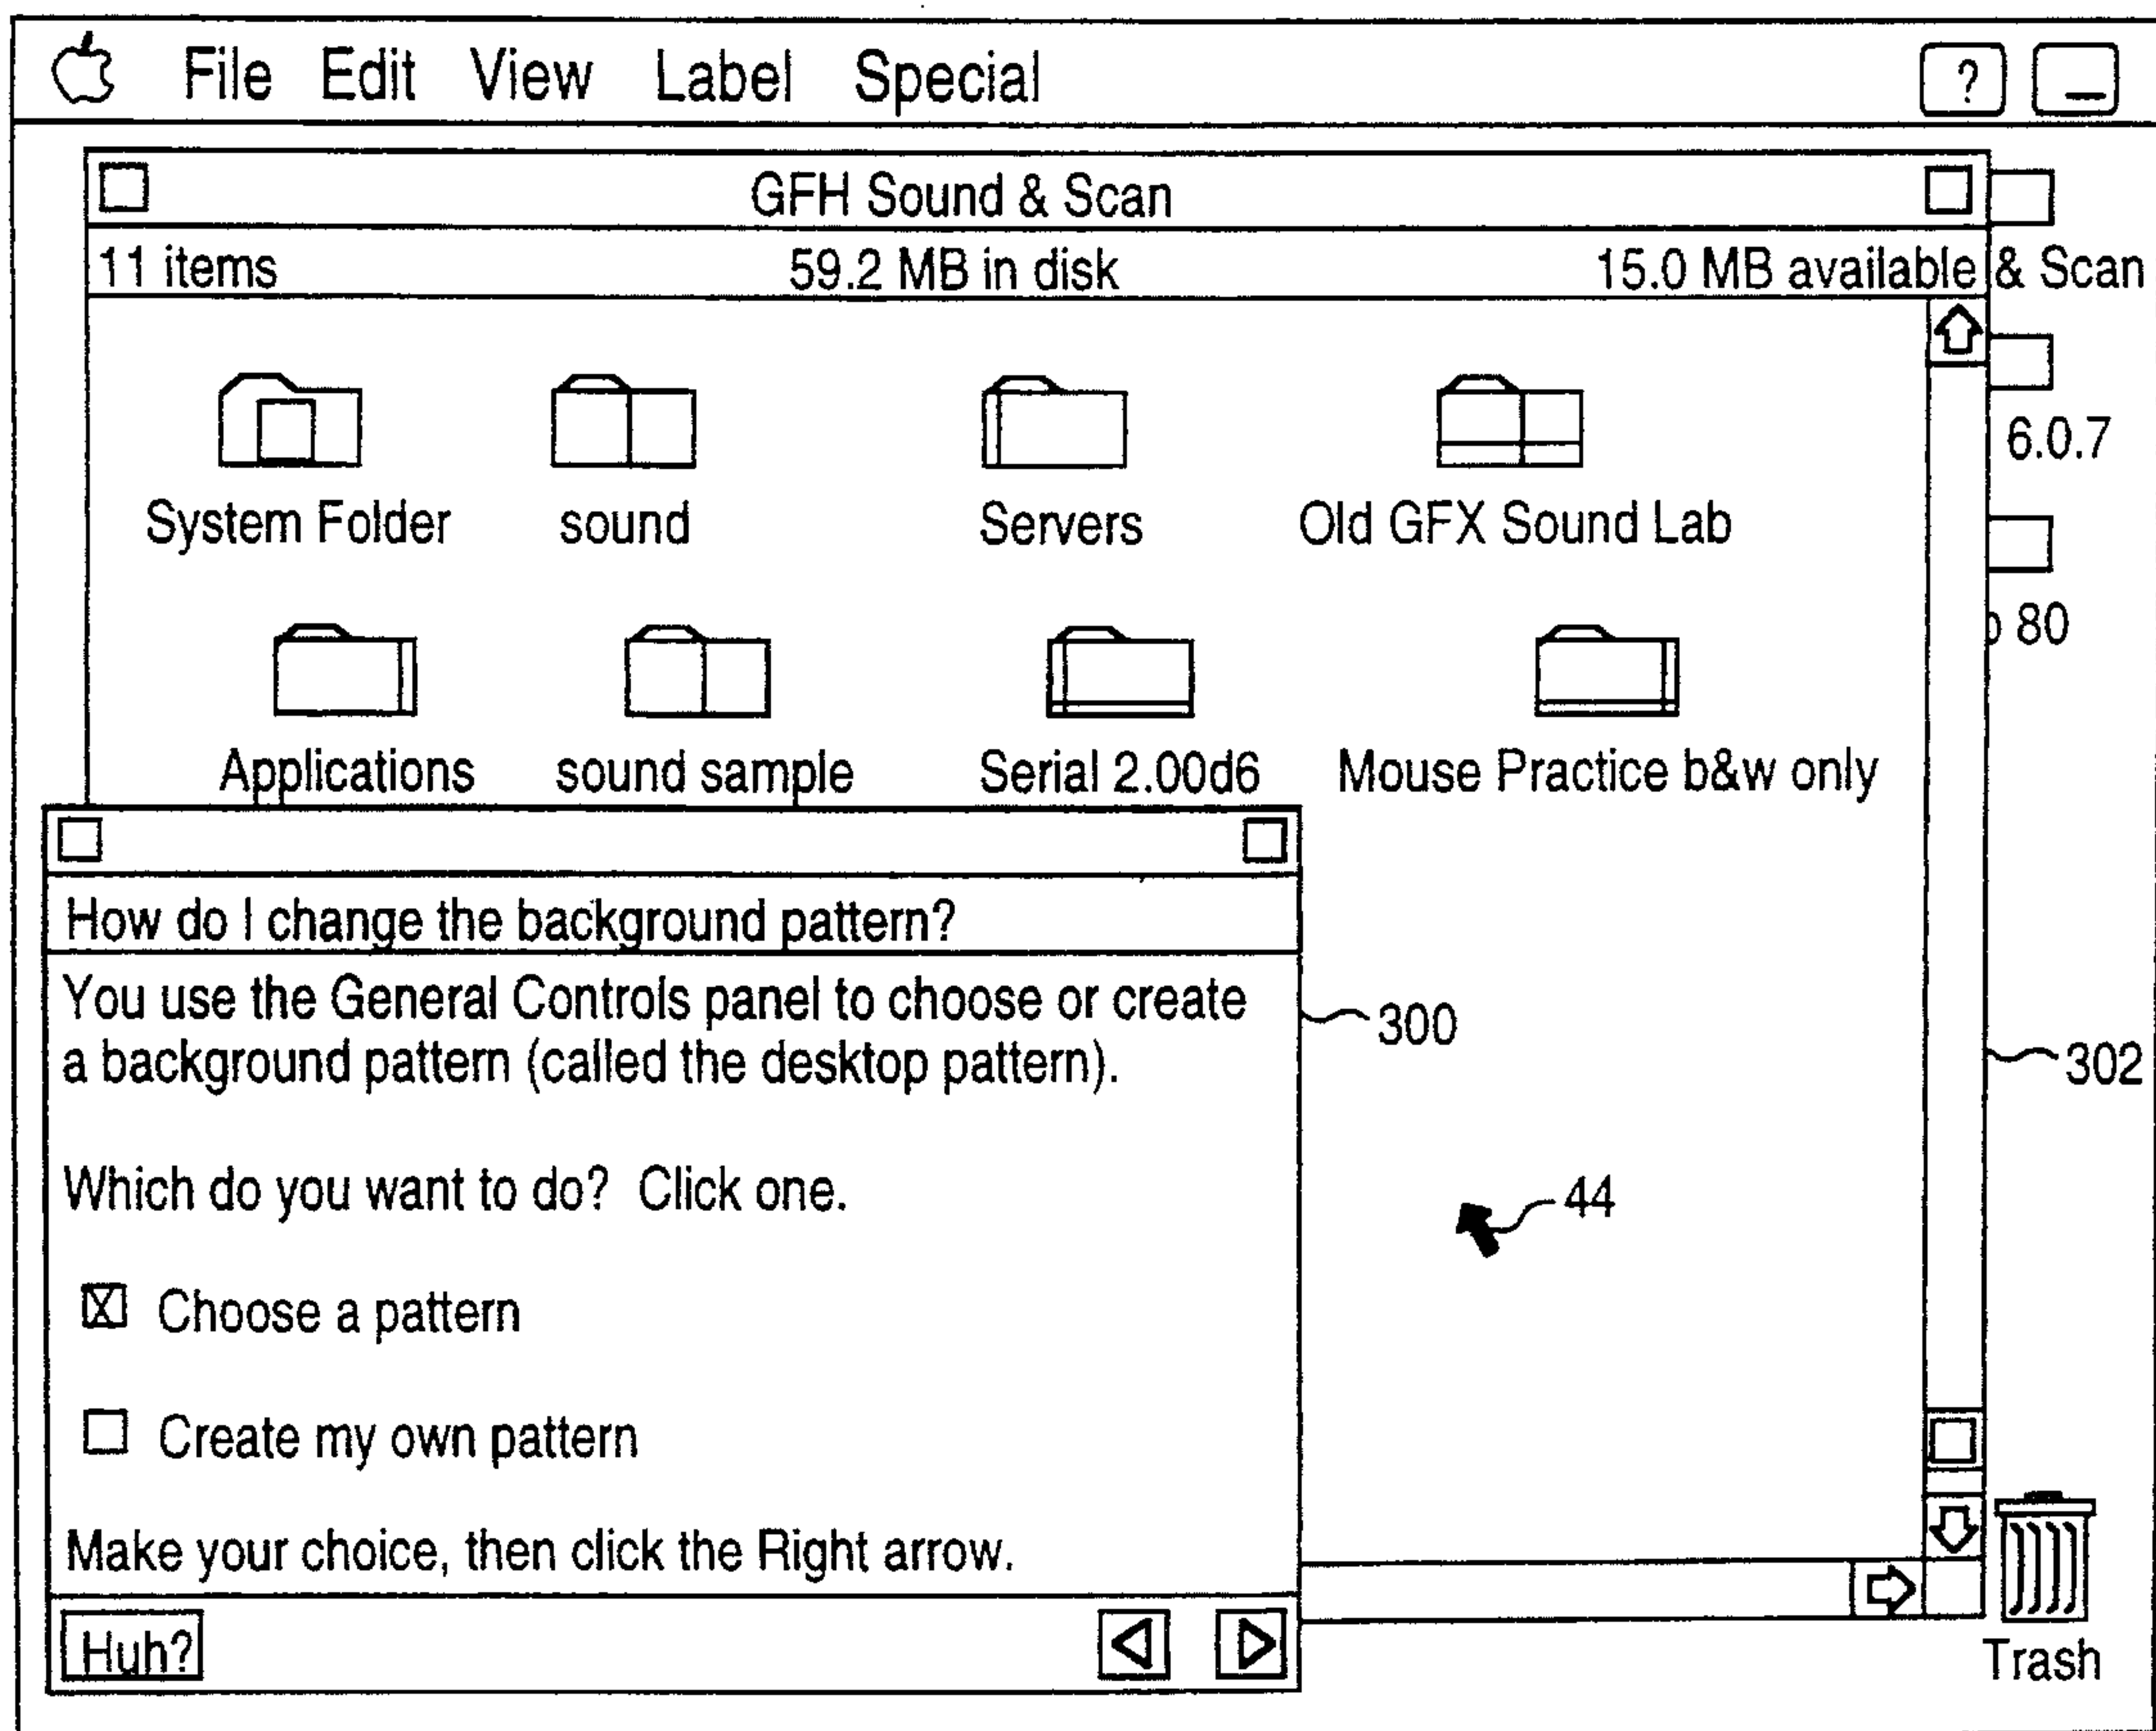 File Edit View Label Special ?
GFH Sound & Scan
11 items 59.2 MB in disk 15.0 MB available & Scan
6.0.7
System Folder sound Servers Old GFX Sound Lab
80
Applications sound sample Serial 2.00d6 Mouse Practice b&w only
How do I change the background pattern?
You use the General Controls panel to choose or create
a background pattern (called the desktop pattern).
300
302
Which do you want to do? Click one.
44
Choose a pattern
Create my own pattern
Make your choice, then click the Right arrow.
Huh?
Trash